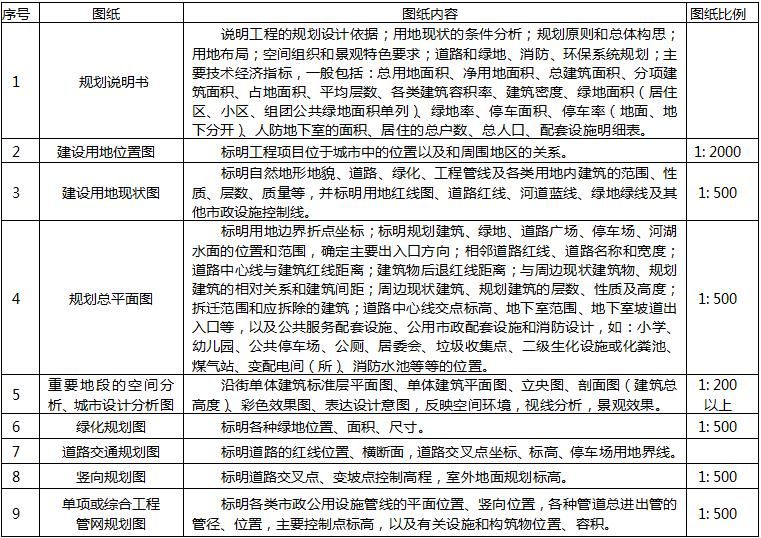 序号 图纸 图纸内容 图纸比例
1 规划说明书 说明工程的规划设计依据；用地现状的条件分析；规划原则和总体构思；
用地布局；空间组织和景观特色要求；道路和绿地、消防、环保系统规划；主
要技术经济指标，一般包括：总用地面积、净用地面积、总建筑面积、分项建
筑面积、占地面积、平均层数、各类建筑容积率、建筑密度、绿地面积（居住
区、小区、组团公共绿地面积单列）、绿地率、停车面积、停车率（地面、地
下分开）、人防地下室的面积、居住的总户数、总人口、配套设施明细表。
2 建设用地位置图 标明工程项目位于城市中的位置以及和周围地区的关系。 1: 2000
3 建设用地现状图 标明自然地形地貌、道路、绿化、工程管线及各类用地内建筑的范围、性
质、层数、质量等，并标明用地红线图、道路红线、河道蓝线、绿地绿线及其
他市政设施控制线。 1: 500
4 规划总平面图 标明用地边界折点坐标；标明规划建筑、绿地、道路广场、停车场、河湖
水面的位置和范围，确定主要出入口方向；相邻道路红线、道路名称和宽度；
道路中心线与建筑红线距离；建筑物后退红线距离；与周边现状建筑物、规划
建筑的相对关系和建筑间距；周边现状建筑、规划建筑的层数、性质及高度；
拆迁范围和应拆除的建筑；道路中心线交点标高、地下室范围、地下室坡道出
入口等，以及公共服务配套设施、公用市政配套设施和消防设计，如：小学、
幼儿园、公共停车场、公厕、居委会、垃圾收集点、二级生化设施或化粪池、
煤气站、变配电间（所）、消防水池等等的位置。 1: 500
5 重要地段的空间分
析、城市设计分析图 沿街单体建筑标准层平面图、单体建筑平面图、立央图、剖面图（建筑总
高度）、彩色效果图、表达设计意图，反映空间环境，视线分析，景观效果。 1: 200
以上
6 绿化规划图 标明各种绿地位置、面积、尺寸。 1: 500
7 道路交通规划图 标明道路的红线位置、横断面，道路交叉点坐标、标高、停车场用地界线。
8 竖向规划图 标明道路交叉点、变坡点控制高程，室外地面规划标高。 1: 500
9 单项或综合工程
管网规划图 标明各类市政公用设施管线的平面位置、竖向位置，各种管道总进出管的
管径、位置，主要控制点标高，以及有关设施和构筑物位置、容积。 1: 500